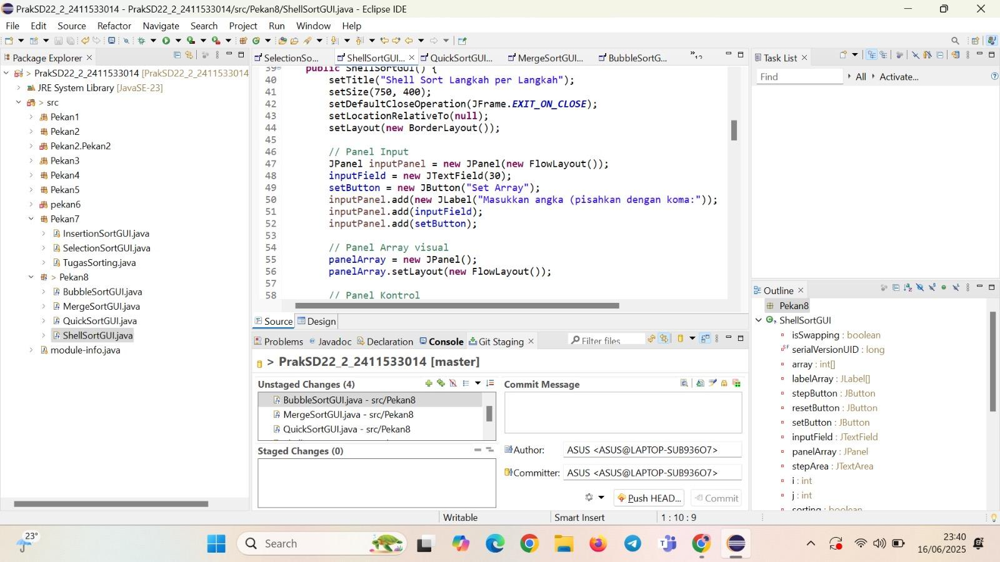 PrakSD22_2_2411533014 - PrakSD22_2_2411533014/src/Pekan8/ShellSortGUI.java - Eclipse IDE
File Edit Source Refactor Navigate Search Project Run Window Help
Package Explorer
> PrakSD22_2_2411533014 [PrakSD22_2_2411533014
JRE System Library [JavaSE-23]
> src
Pekan1
Pekan2
Pekan2.Pekan2
Pekan3
Pekan4
Pekan5
pekan6
Pekan7
InsertionSortGUI.java
SelectionSortGUI.java
TugasSorting.java
> Pekan8
BubbleSortGUI.java
MergeSortGUI.java
QuickSortGUI.java
ShellSortGUI.java
module-info.java
SelectionSo... ShellSortGUI... QuickSortGUI... MergeSortGUI... BubbleSortG... »12
39 public ShellSortGUI() {
40 setTitle("Shell Sort Langkah per Langkah");
41 setSize(750, 400);
42 setDefaultCloseOperation(JFrame.EXIT_ON_CLOSE);
43 setLocationRelativeTo(null);
44 setLayout(new BorderLayout());
45
46 // Panel Input
47 JPanel inputPanel = new JPanel(new FlowLayout());
48 inputField = new JTextField(30);
49 setButton = new JButton("Set Array");
50 inputPanel.add(new JLabel("Masukkan angka (pisahkan dengan koma:"));
51 inputPanel.add(inputField);
52 inputPanel.add(setButton);
53
54 // Panel Array visual
55 panelArray = new JPanel();
56 panelArray.setLayout(new FlowLayout());
57
58 // Panel Kontrol
Source Design
Problems Javadoc Declaration Console Git Staging
Filter files
> PrakSD22_2_2411533014 [master]
Unstaged Changes (4)
BubbleSortGUI.java - src/Pekan8
MergeSortGUI.java - src/Pekan8
QuickSortGUI.java - src/Pekan8
Staged Changes (0)
Commit Message
Author: ASUS <ASUS@LAPTOP-SUB936O7>
Committer: ASUS <ASUS@LAPTOP-SUB936O7>
Push HEAD... Commit
Task List
Find All Activate...
Outline
Pekan8
ShellSortGUI
isSwapping : boolean
serialVersionUID : long
array : int[]
labelArray : JLabel[]
stepButton : JButton
resetButton : JButton
setButton : JButton
inputField : JTextField
panelArray : JPanel
stepArea : JTextArea
i : int
j : int
sorting : boolean
Writable Smart Insert 1 : 10 : 9
23°
Search
23:40
16/06/2025